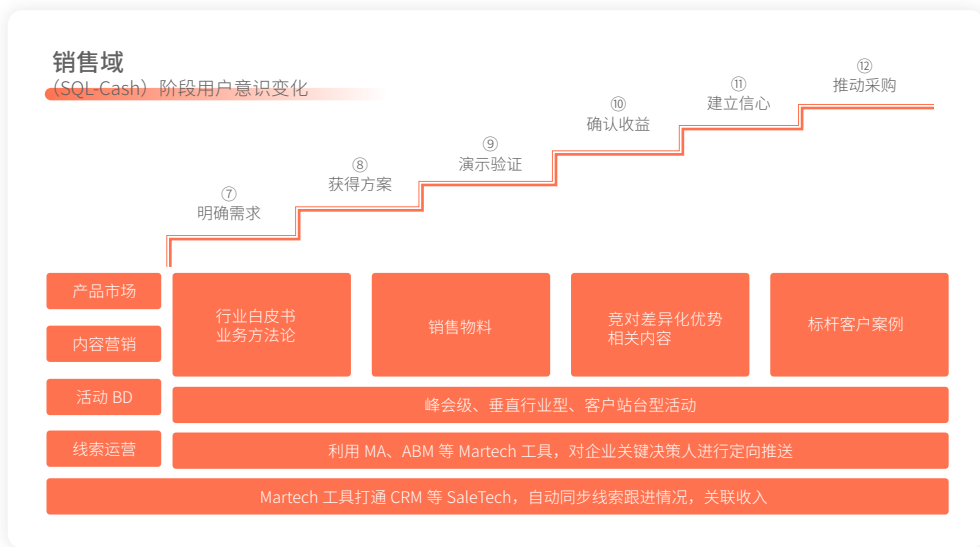 销售域
（SQL-Cash）阶段用户意识变化
⑦
明确需求
⑧
获得方案
⑨
演示验证
⑩
确认收益
⑪
建立信心
⑫
推动采购
产品市场
内容营销
活动 BD
线索运营
行业白皮书
业务方法论
销售物料
竞对差异化优势
相关内容
标杆客户案例
峰会级、垂直行业型、客户站台型活动
利用 MA、ABM 等 Martech 工具，对企业关键决策人进行定向推送
Martech 工具打通 CRM 等 SaleTech，自动同步线索跟进情况，关联收入